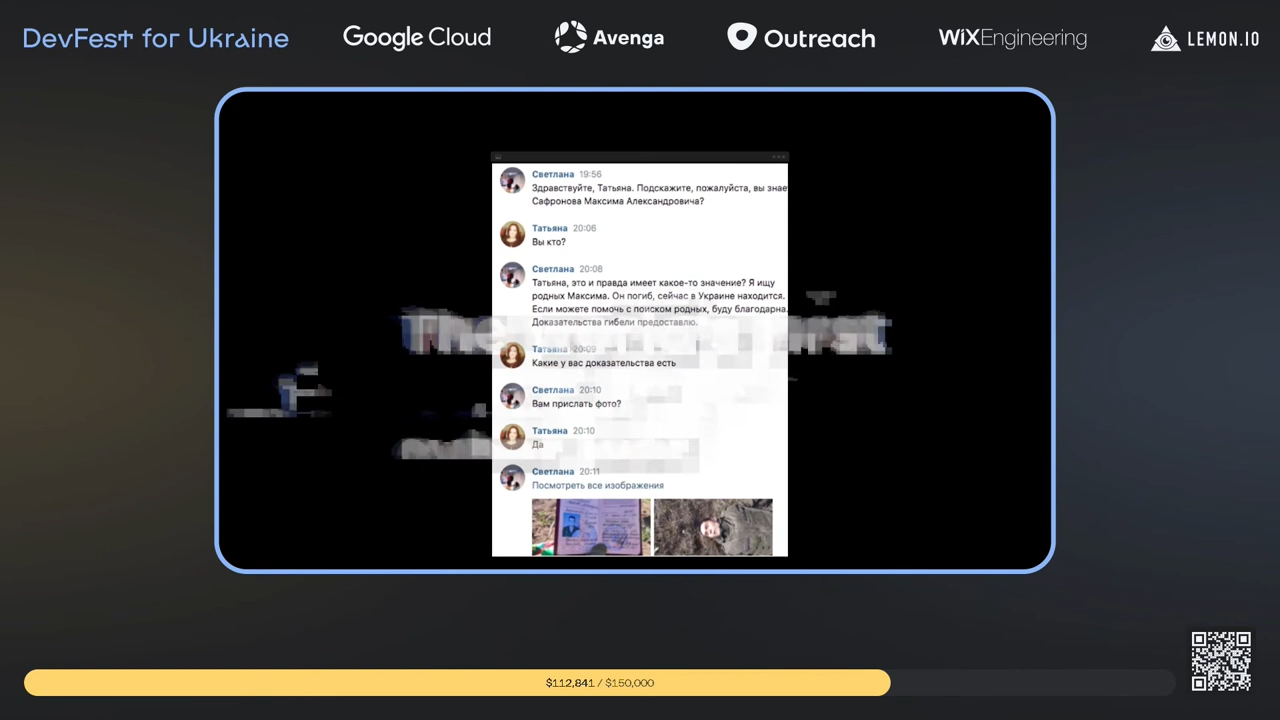 DevFest for Ukraine
Google Cloud
Avenga
Outreach
WiXEngineering
LEMON.IO
Светлана 19:56
Здравствуйте, Татьяна. Подскажите, пожалуйста, вы знае
Сафронова Максима Александровича?
Татьяна 20:06
Вы кто?
Светлана 20:08
Татьяна, это и правда имеет какое-то значение? Я ищу
родных Максима. Он погиб, сейчас в Украине находится.
Если можете помочь с поиском родных, буду благодарна.
Доказательства гибели предоставлю.
Татьяна 20:09
Какие у вас доказательства есть
Светлана 20:10
Вам прислать фото?
Татьяна 20:10
Да
Светлана 20:11
Посмотреть все изображения
$112,841 / $150,000